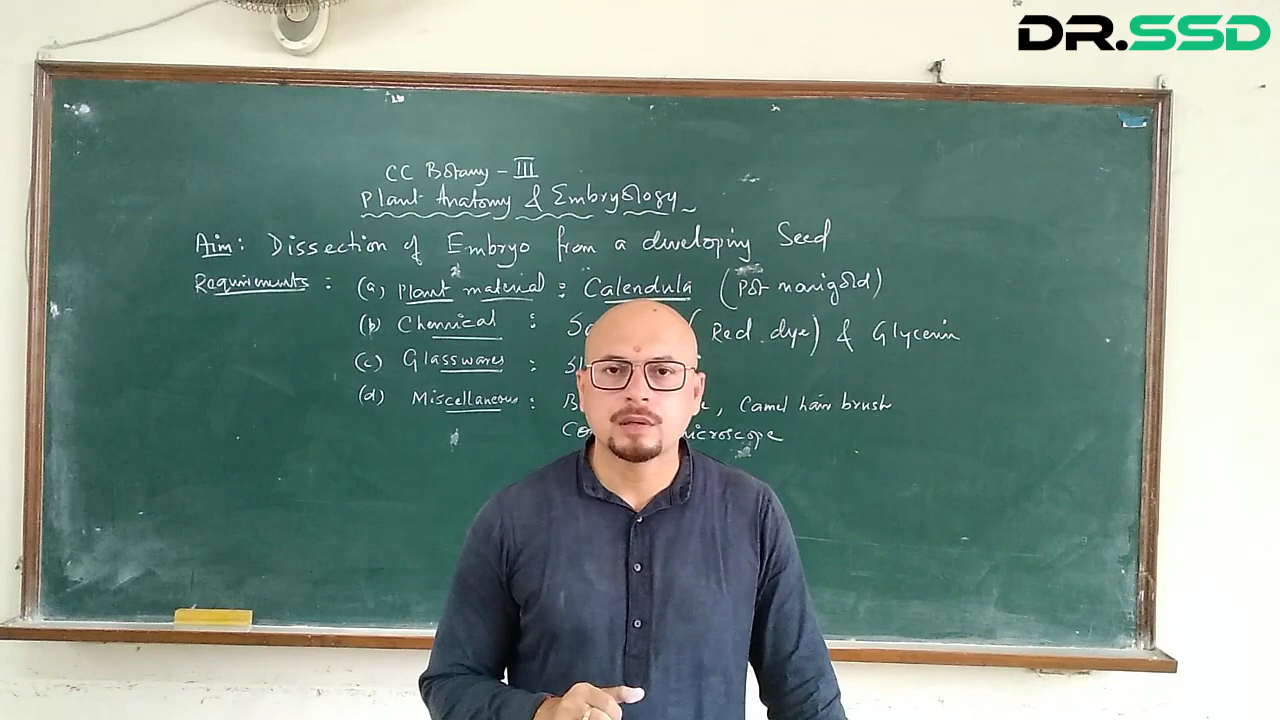 DR.SSD
CC Botany - III
Plant Anatomy & Embryology
Aim: Dissection of Embryo from a developing Seed
Requirements : (a) Plant material : Calendula (Pot marigold)
(b) Chemical : (Red dye) & Glycerin
(c) Glasswares :
(d) Miscellaneous : , Camel hair brush
microscope